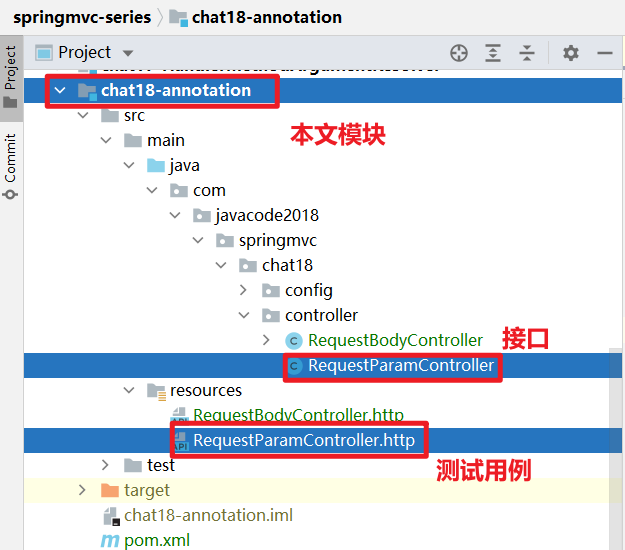 springmvc-series
chat18-annotation
Project
Project
Commit
chat18-annotation
本文模块
src
main
java
com
javacode2018
springmvc
chat18
config
controller
RequestBodyController
接口
RequestParamController
resources
RequestBodyController.http
API
RequestParamController.http
API
测试用例
test
target
chat18-annotation.iml
pom.xml